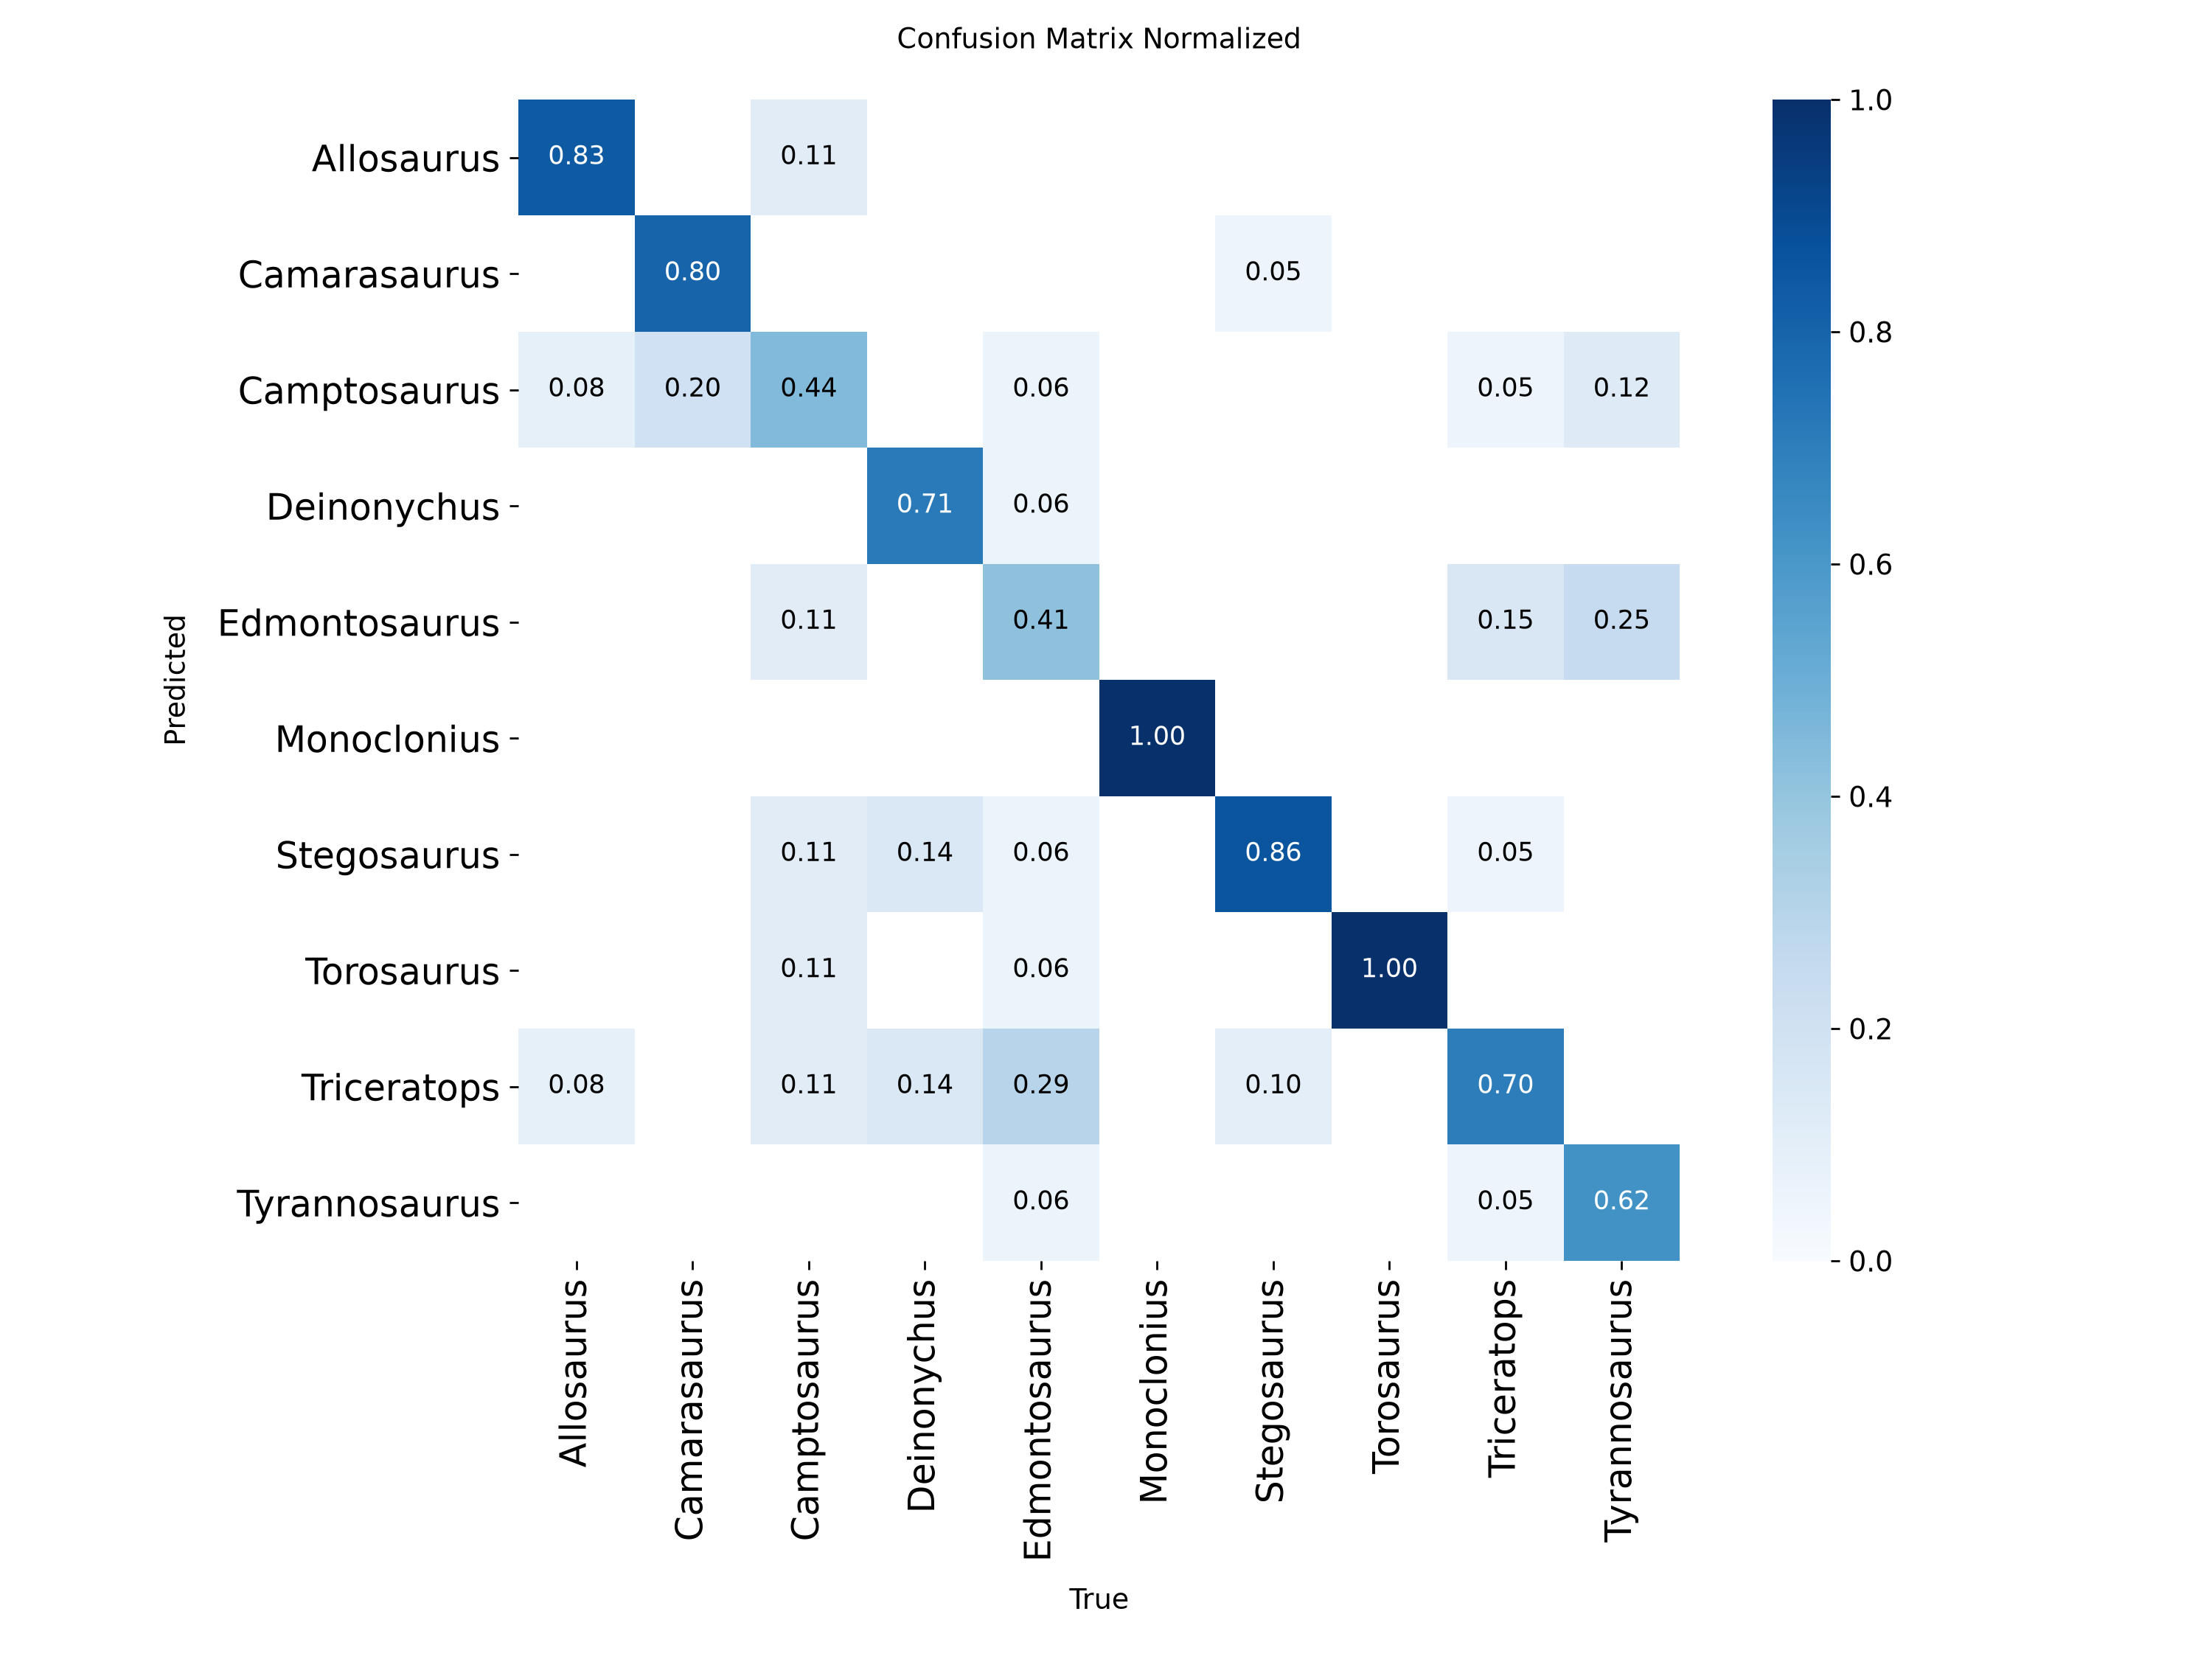 Confusion Matrix Normalized
Allosaurus 0.83 0.11
Camarasaurus 0.80 0.05
Camptosaurus 0.08 0.20 0.44 0.06 0.05 0.12
Deinonychus 0.71 0.06
Edmontosaurus 0.11 0.41 0.15 0.25
Monoclonius 1.00
Stegosaurus 0.11 0.14 0.06 0.86 0.05
Torosaurus 0.11 0.06 1.00
Triceratops 0.08 0.11 0.14 0.29 0.10 0.70
Tyrannosaurus 0.06 0.05 0.62
Predicted
Allosaurus
Camarasaurus
Camptosaurus
Deinonychus
Edmontosaurus
Monoclonius
Stegosaurus
Torosaurus
Triceratops
Tyrannosaurus
True
1.0
0.8
0.6
0.4
0.2
0.0